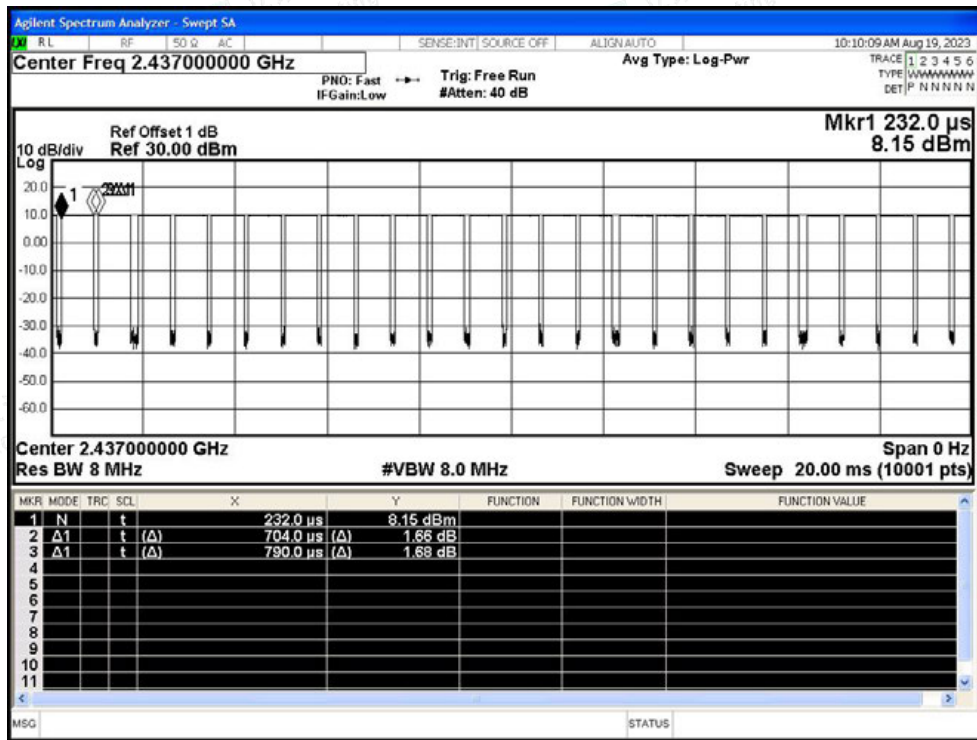 Agilent Spectrum Analyzer - Swept SA
LXI RL RF 50 Ω AC SENSE:INT SOURCE OFF ALIGNAUTO 10:10:09 AM Aug 19, 2023
Center Freq 2.437000000 GHz Avg Type: Log-Pwr TRACE 1 2 3 4 5 6
PNO: Fast Trig: Free Run TYPE WWWWWW
IFGain:Low #Atten: 40 dB DET P N N N N N
Mkr1 232.0 µs
8.15 dBm
Ref Offset 1 dB
10 dB/div Ref 30.00 dBm
Log
20.0
10.0
0.00
-10.0
-20.0
-30.0
-40.0
-50.0
-60.0
1
Center 2.437000000 GHz Span 0 Hz
Res BW 8 MHz #VBW 8.0 MHz Sweep 20.00 ms (10001 pts)
MKR MODE TRC SCL X Y FUNCTION FUNCTION WIDTH FUNCTION VALUE
1 N t 232.0 µs 8.15 dBm
2 Δ1 t (Δ) 704.0 µs (Δ) 1.66 dB
3 Δ1 t (Δ) 790.0 µs (Δ) 1.68 dB
4
5
6
7
8
9
10
11
MSG STATUS